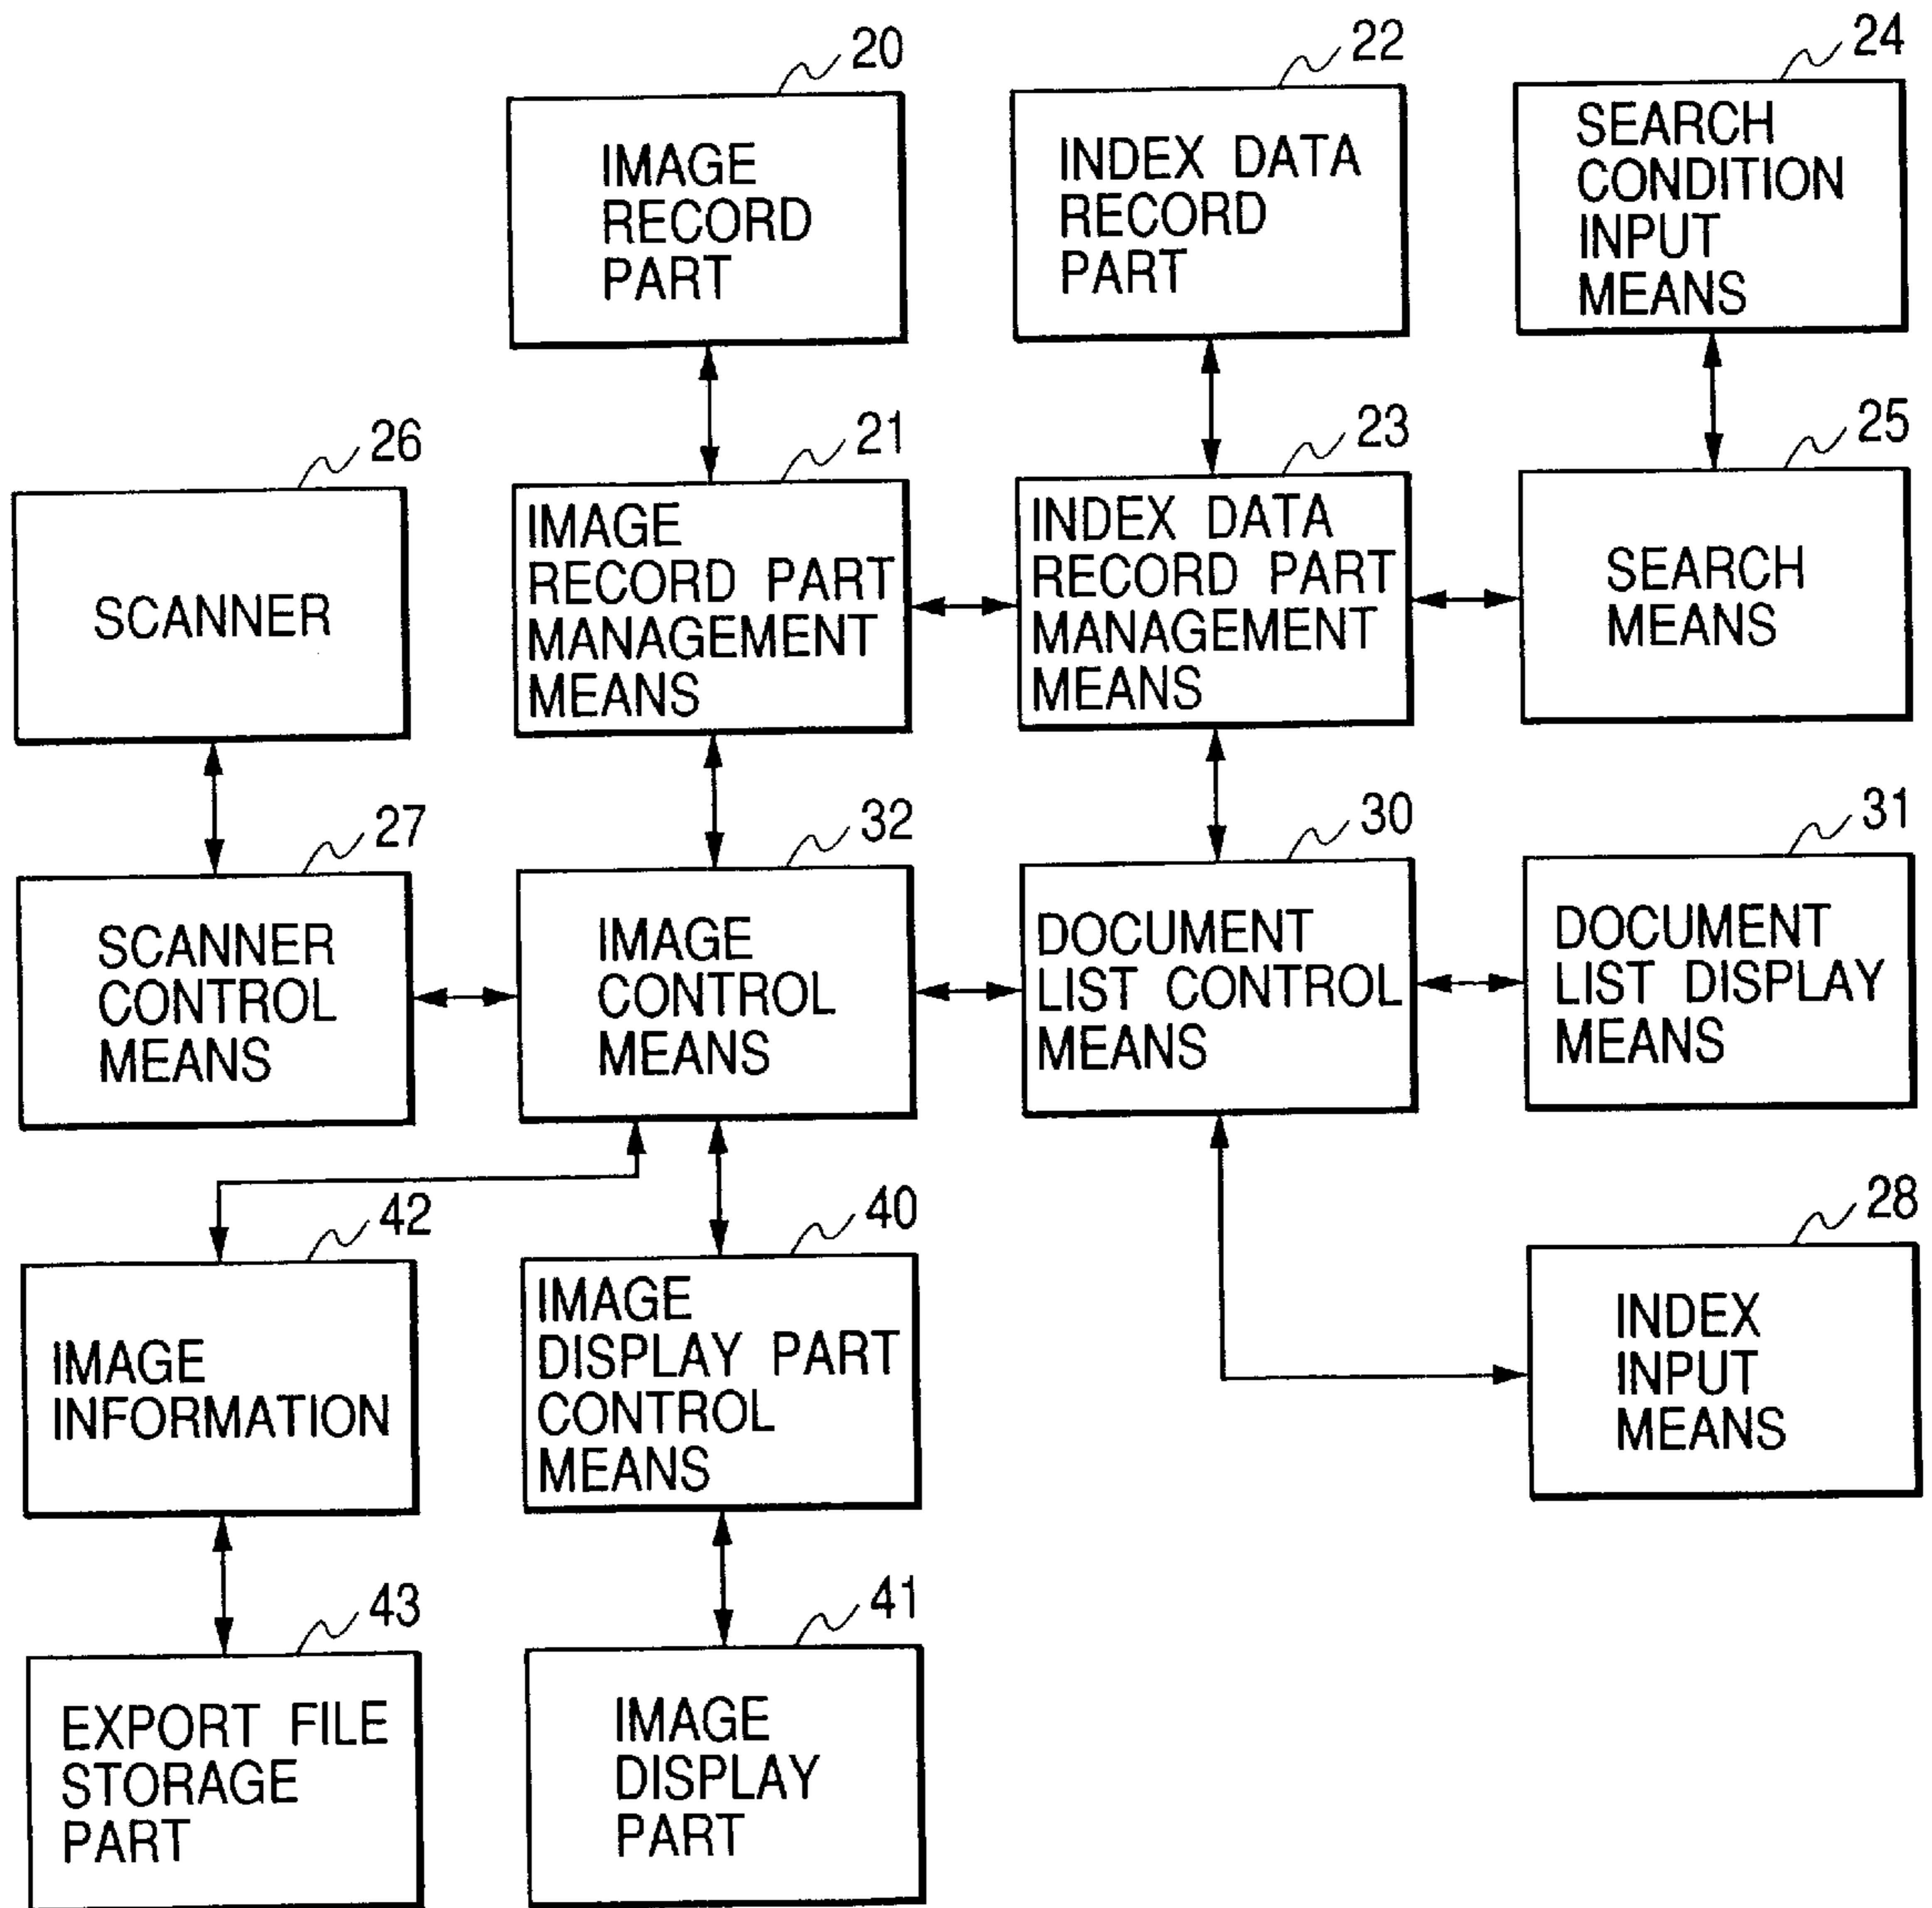 20
IMAGE
RECORD
PART
22
INDEX DATA
RECORD
PART
24
SEARCH
CONDITION
INPUT
MEANS
26
SCANNER
21
IMAGE
RECORD PART
MANAGEMENT
MEANS
23
INDEX DATA
RECORD PART
MANAGEMENT
MEANS
25
SEARCH
MEANS
27
SCANNER
CONTROL
MEANS
32
IMAGE
CONTROL
MEANS
30
DOCUMENT
LIST CONTROL
MEANS
31
DOCUMENT
LIST DISPLAY
MEANS
42
IMAGE
INFORMATION
40
IMAGE
DISPLAY PART
CONTROL
MEANS
28
INDEX
INPUT
MEANS
43
EXPORT FILE
STORAGE
PART
41
IMAGE
DISPLAY
PART